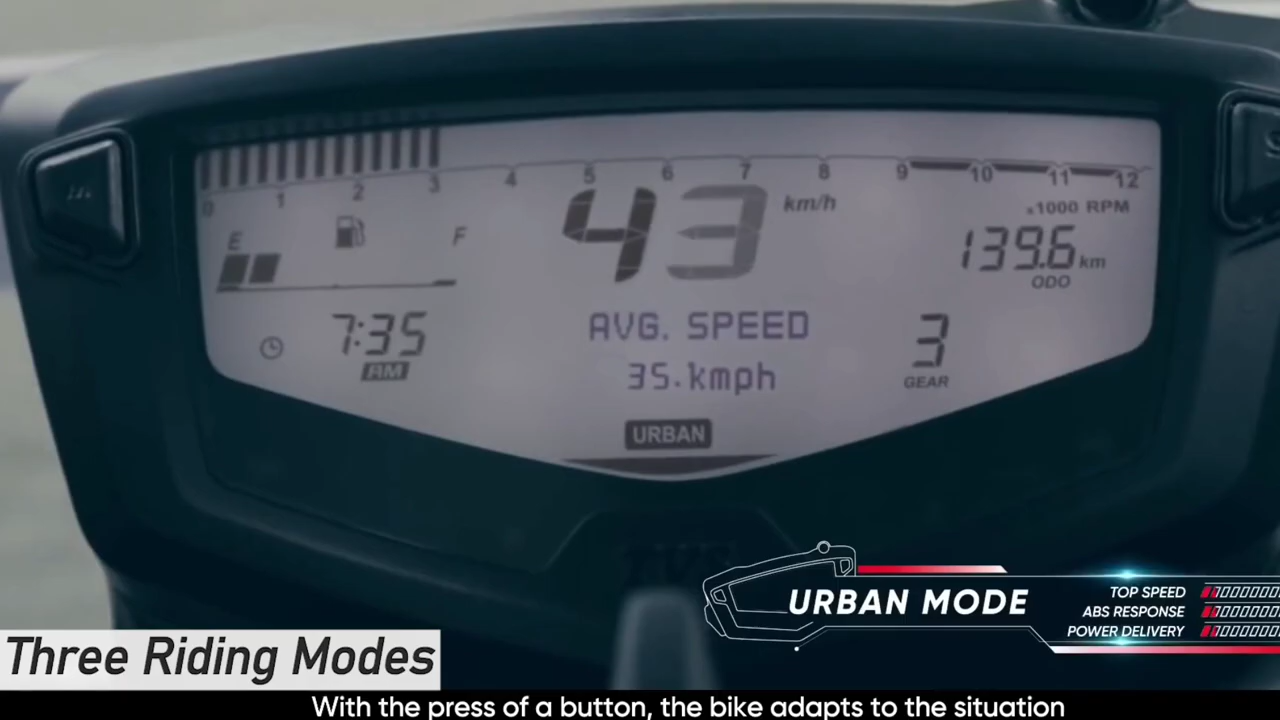 0 1 2 3 4 5 6 7 8 9 10 11 12
x1000 RPM
E F
43 km/h
139.6 km
ODO
7:35
AM
AVG. SPEED
35.kmph
3
GEAR
URBAN
URBAN MODE
TOP SPEED
ABS RESPONSE
POWER DELIVERY
Three Riding Modes
With the press of a button, the bike adapts to the situation